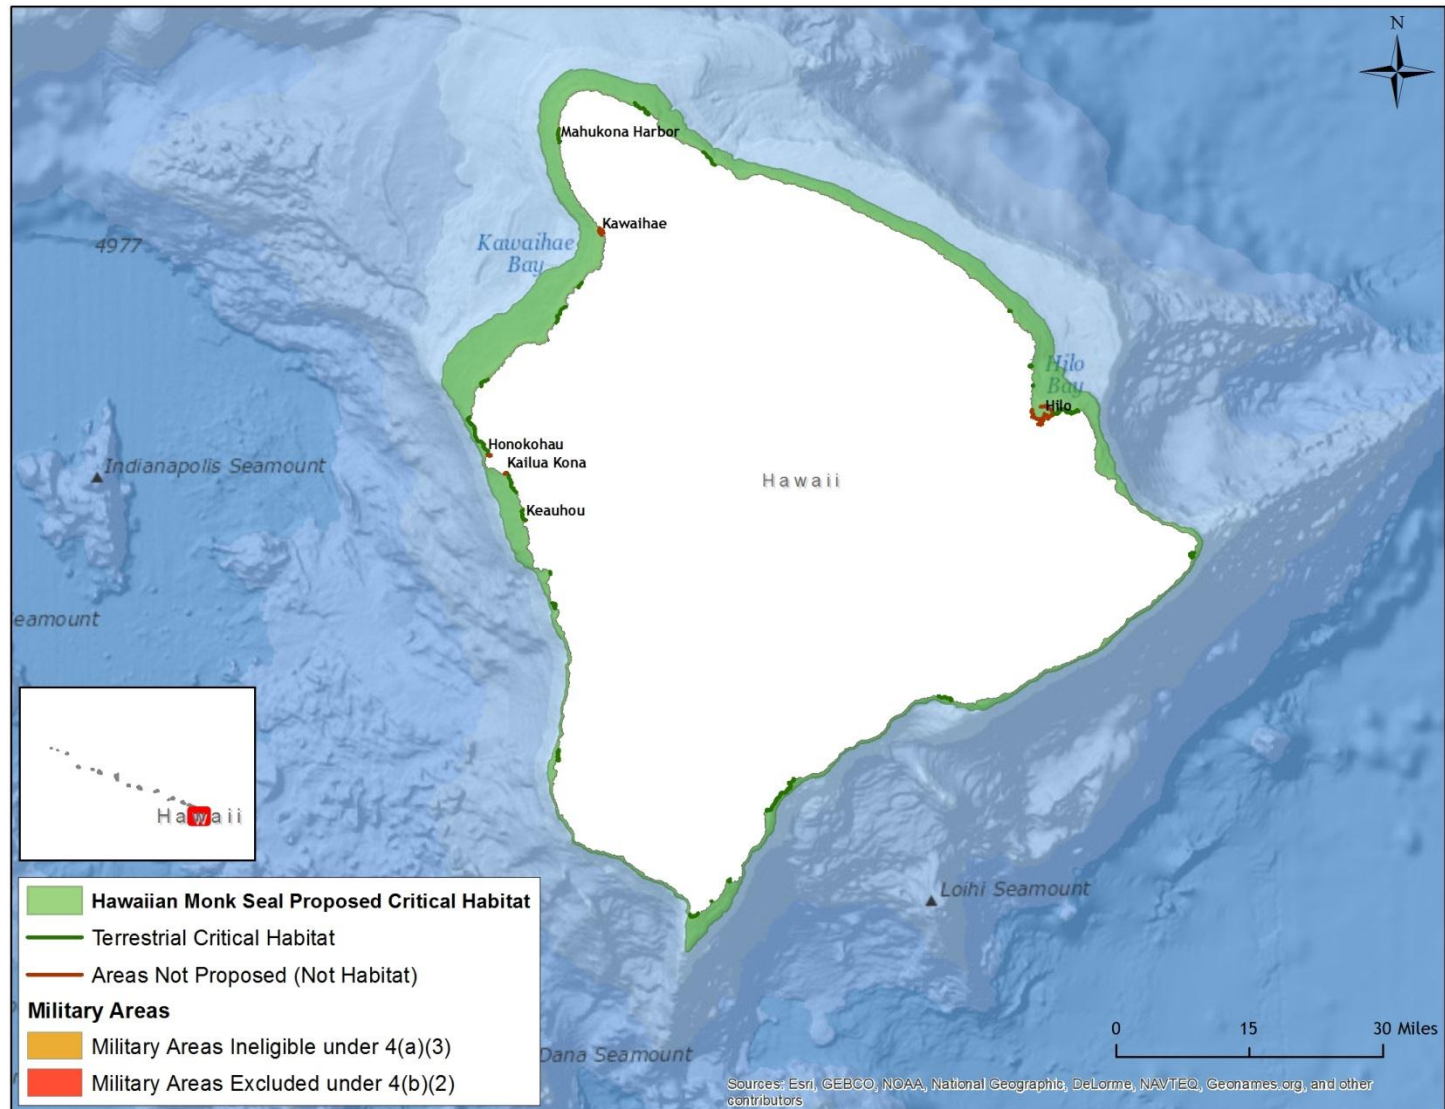 N
Mahukona Harbor
Kawaihae
Kawaihae
Bay
4977
Hilo
Bay
Hilo
Honokohau
Kailua Kona
Indianapolis Seamount
Hawaii
Keauhou
eamount
Hawaii
Loihi Seamount
Hawaiian Monk Seal Proposed Critical Habitat
Terrestrial Critical Habitat
Areas Not Proposed (Not Habitat)
Military Areas
Military Areas Ineligible under 4(a)(3)
Military Areas Excluded under 4(b)(2)
Dana Seamount
0 15 30 Miles
Sources: Esri, GEBCO, NOAA, National Geographic, DeLorme, NAVTEQ, Geonames.org, and other
contributors